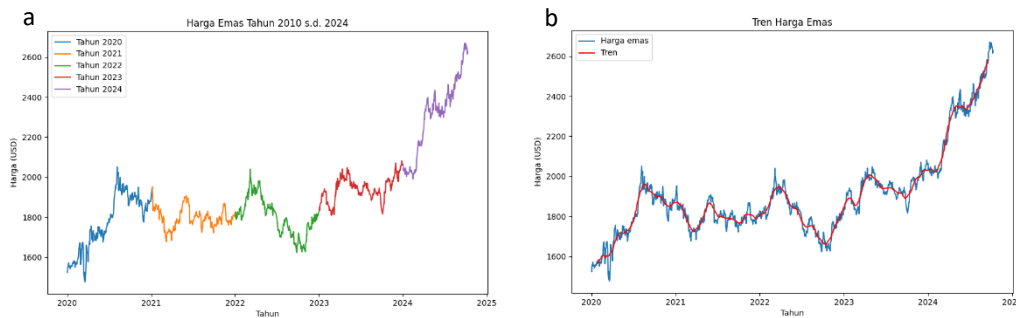 a
Harga Emas Tahun 2010 s.d. 2024
Tahun 2020
Tahun 2021
Tahun 2022
Tahun 2023
Tahun 2024
Harga (USD)
2600
2400
2200
2000
1800
1600
2020
2021
2022
2023
2024
2025
Tahun
b
Tren Harga Emas
Harga emas
Tren
Harga (USD)
2600
2400
2200
2000
1800
1600
2020
2021
2022
2023
2024
202
Tahun